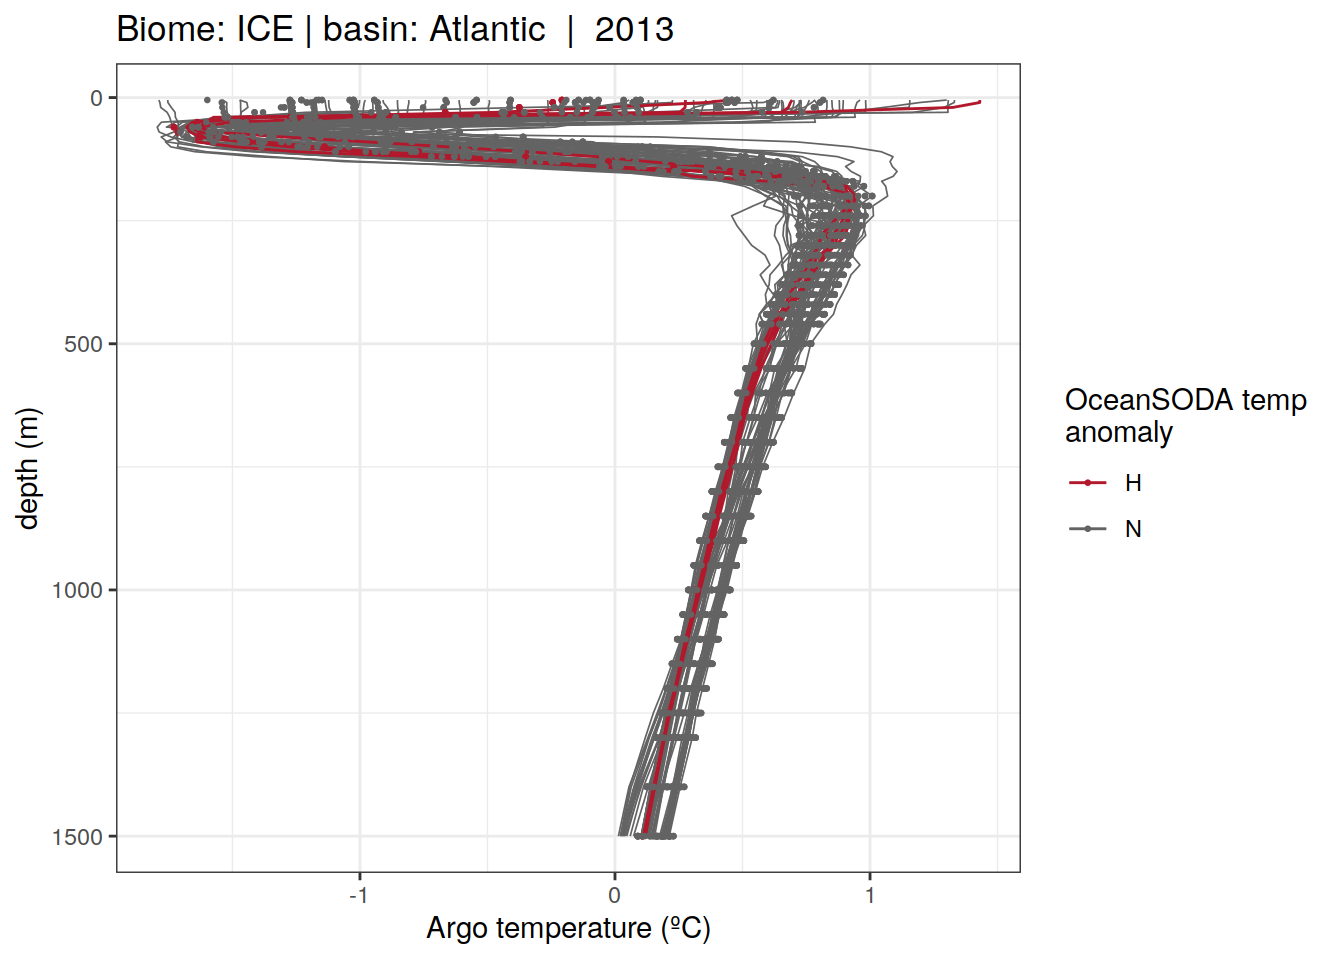 Biome: ICE | basin: Atlantic  |  2013
0
500
1000
1500
depth (m)
-1
0
1
Argo temperature (ºC)
OceanSODA temp
anomaly
H
N